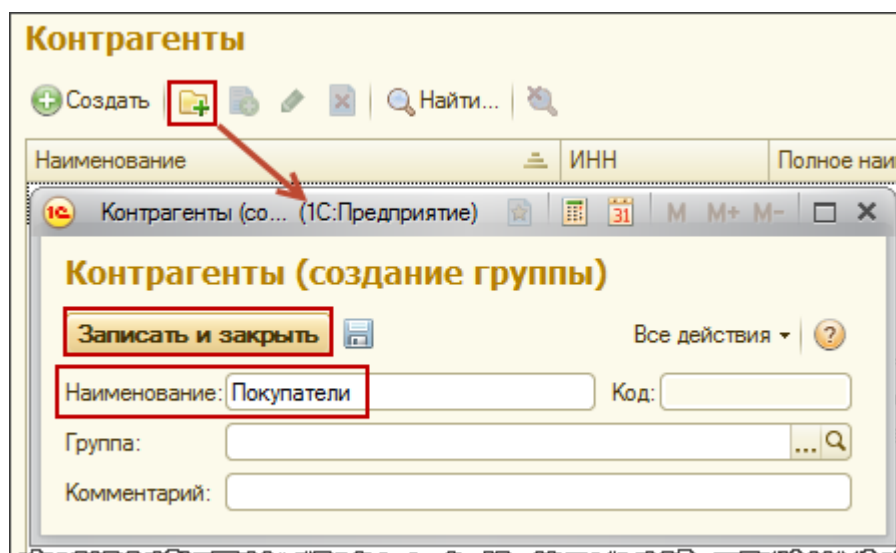 Контрагенты
Создать Найти...
Наименование ИНН Полное наи
1С Контрагенты (со... (1С:Предприятие) 31 M M+ M-
Контрагенты (создание группы)
Записать и закрыть Все действия ?
Наименование: Покупатели Код:
Группа: ...
Комментарий: